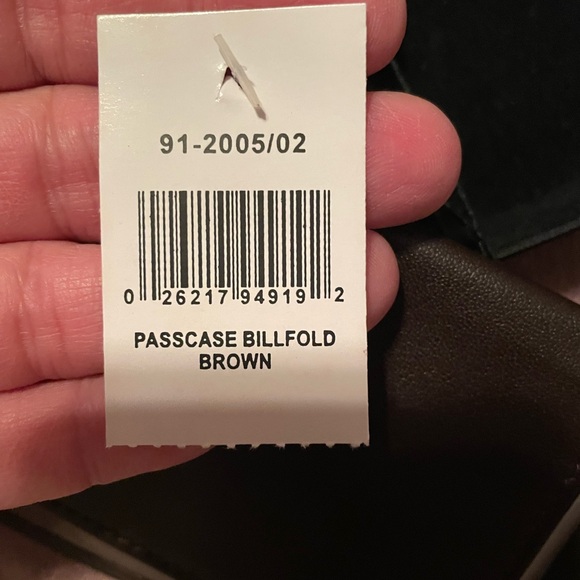 91-2005/02
0 26217 94919 2
PASSCASE BILLFOLD
BROWN